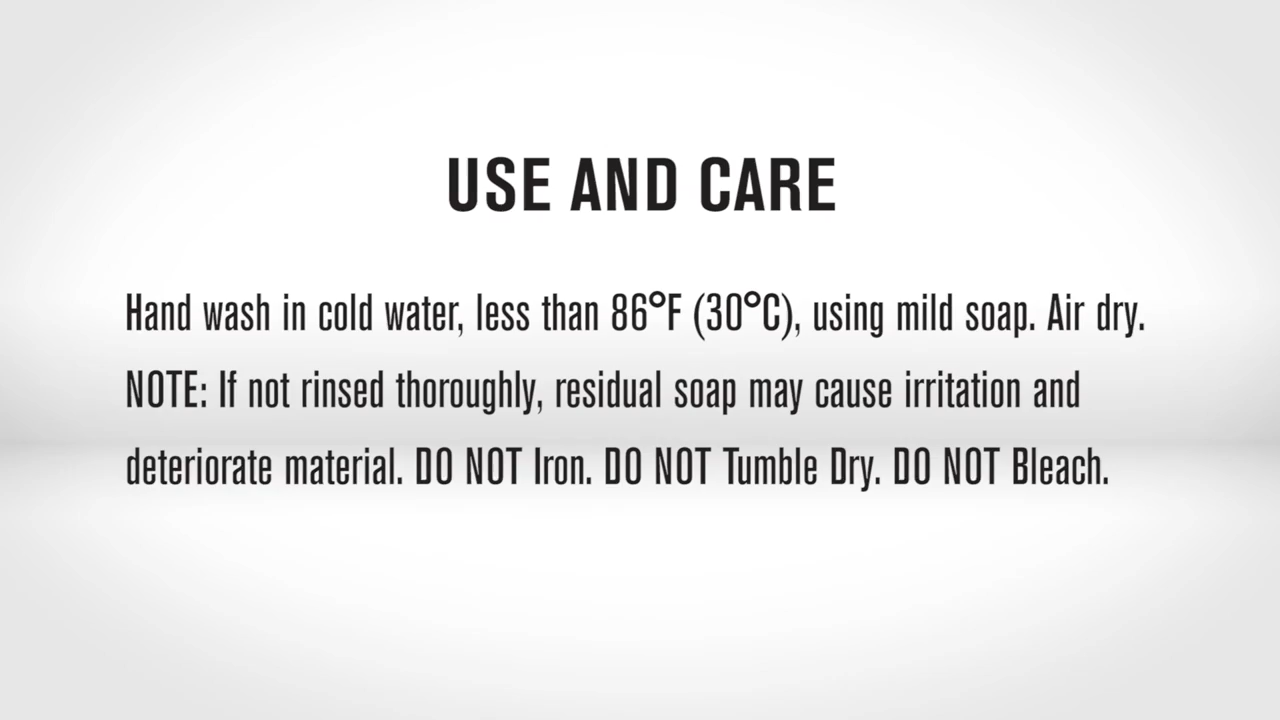 USE AND CARE
Hand wash in cold water, less than 86°F (30°C), using mild soap. Air dry.
NOTE: If not rinsed thoroughly, residual soap may cause irritation and
deteriorate material. DO NOT Iron. DO NOT Tumble Dry. DO NOT Bleach.